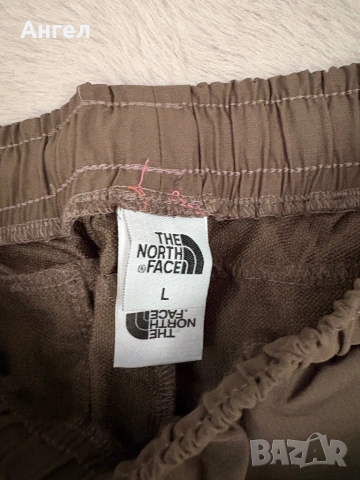 Ангел
THE
NORTH
® FACE
L
THE
NORTH
FACE
BAZAR